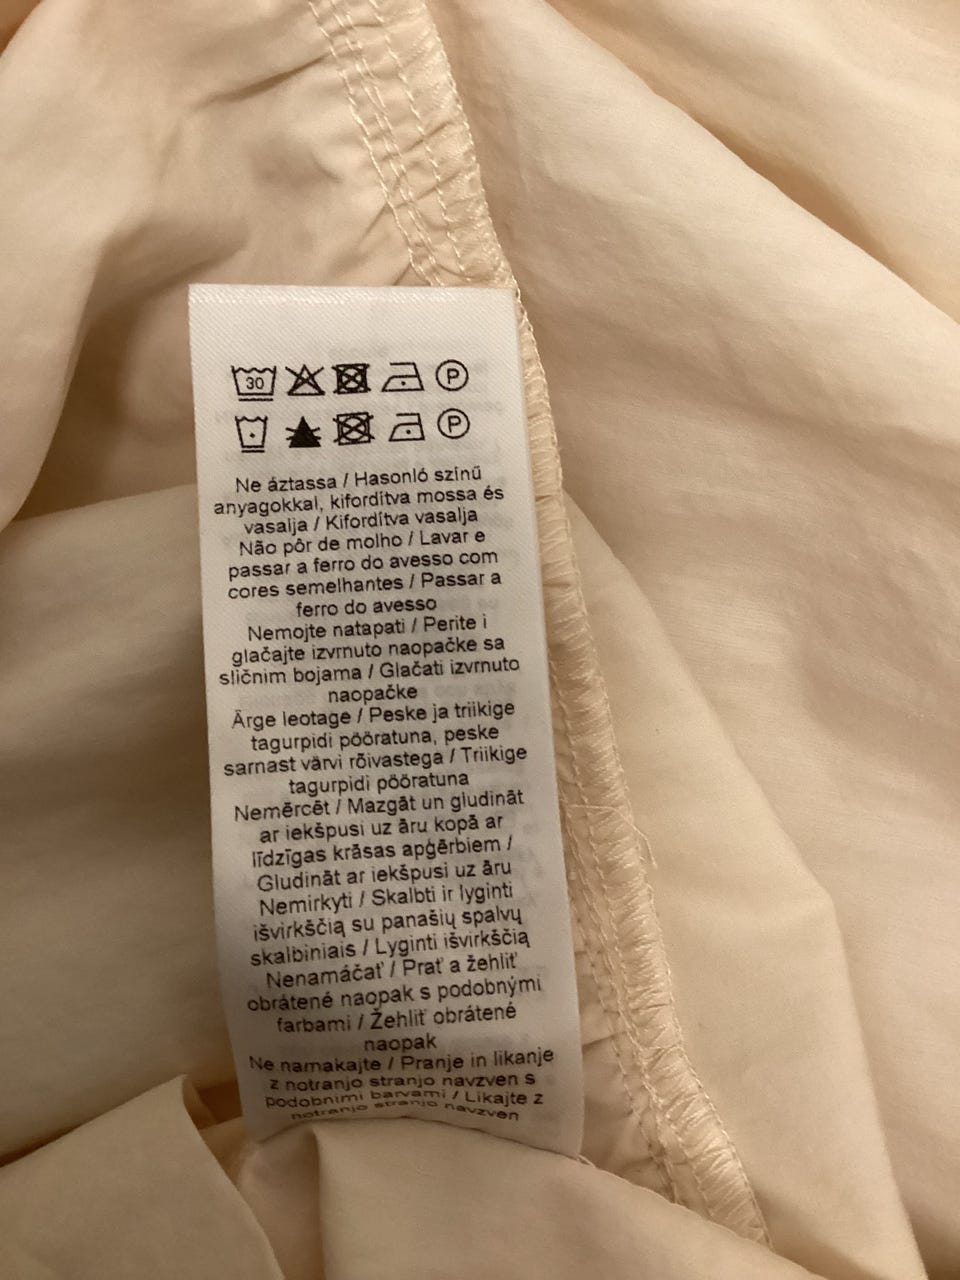 30 P
P
Ne áztassa / Hasonló színű
anyagokkal, kifordítva mossa és
vasalja / Kifordítva vasalja
Não pôr de molho / Lavar e
passar a ferro do avesso com
cores semelhantes / Passar a
ferro do avesso
Nemojte natapati / Perite i
glačajte izvrnuto naopačke sa
sličnim bojama / Glačati izvrnuto
naopačke
Ärge leotage / Peske ja triikige
tagurpidi pööratuna, peske
sarnast värvi rõivastega / Triikige
tagurpidi pööratuna
Nemērcēt / Mazgāt un gludināt
ar iekšpusi uz āru kopā ar
līdzīgas krāsas apģērbiem /
Gludināt ar iekšpusi uz āru
Nemirkyti / Skalbti ir lyginti
išvirkščią su panašių spalvų
skalbiniais / Lyginti išvirkščią
Nenamáčať / Prať a žehliť
obrátené naopak s podobnými
farbami / Žehliť obrátené
naopak
Ne namakajte / Pranje in likanje
z notranjo stranjo navzven s
podobnimi barvami / Likajte z
notranjo stranjo navzven